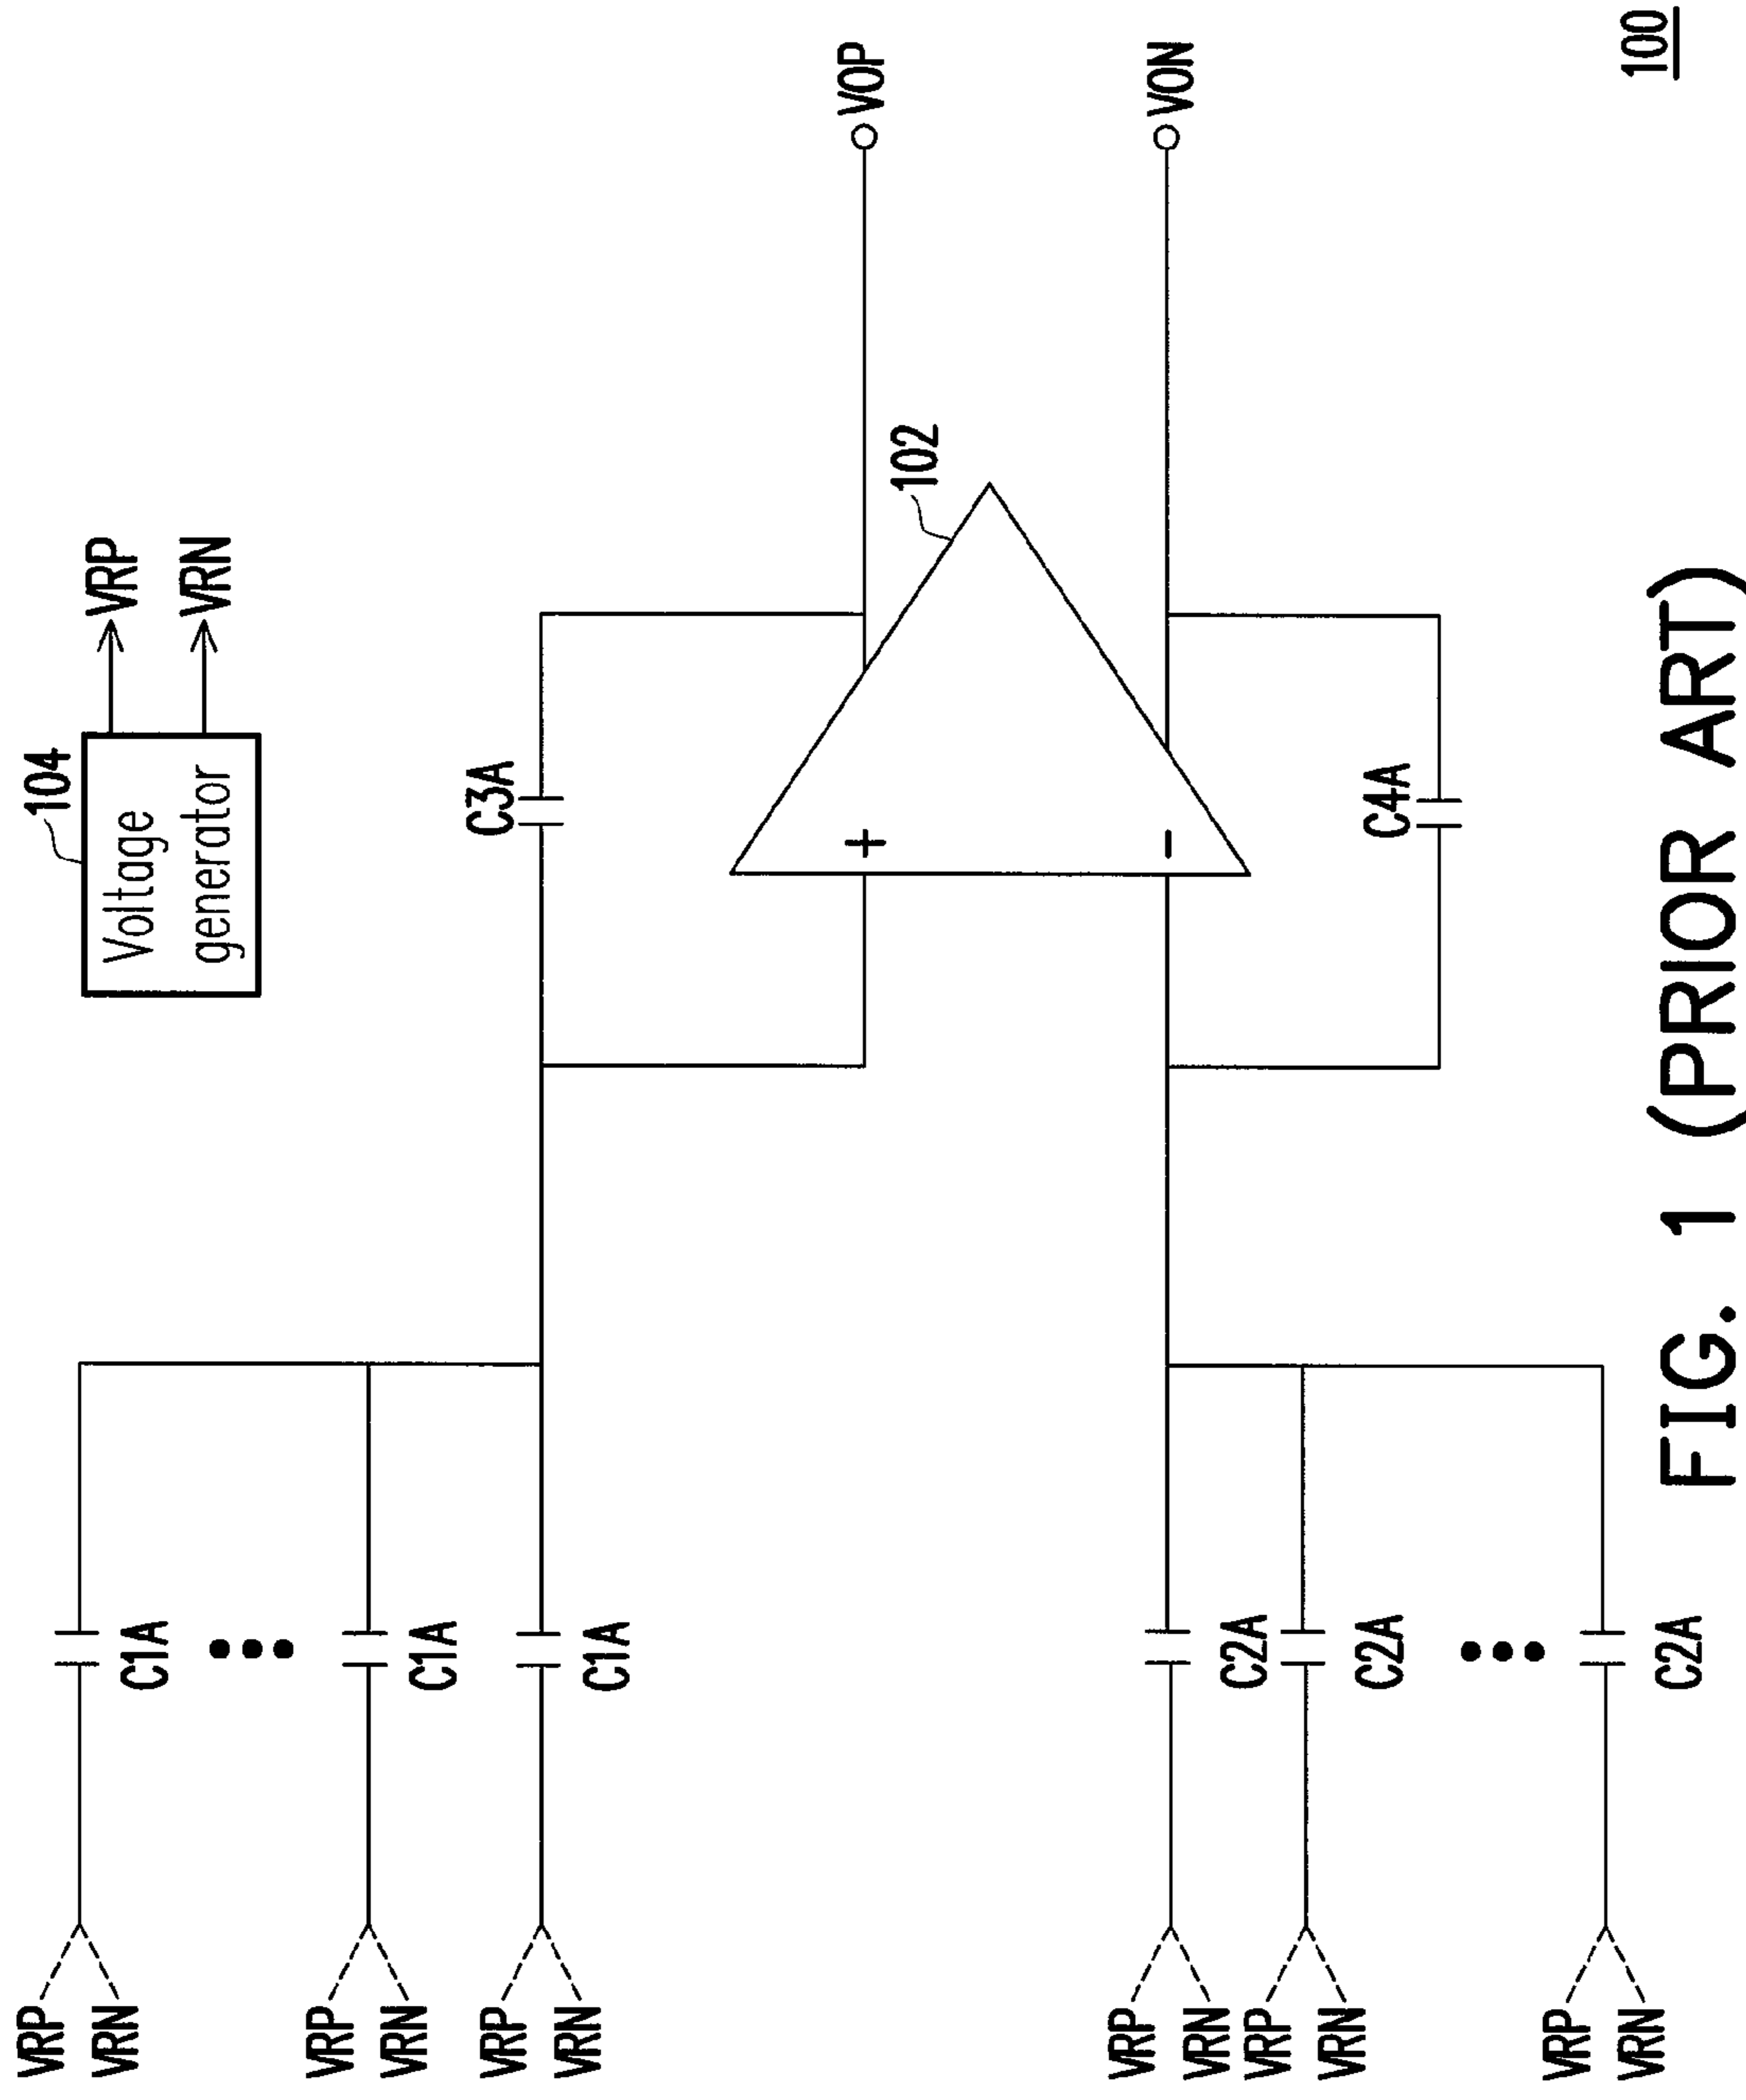 104
Voltage
generator
VRP
VRN
VRP
VRN
C1A
●●●
VRP
VRN
C1A
VRP
VRN
C1A
C3A
+
-
102
VOP
VON
C4A
VRP
VRN
C2A
VRP
VRN
C2A
●●●
VRP
VRN
C2A
100
FIG. 1 (PRIOR ART)